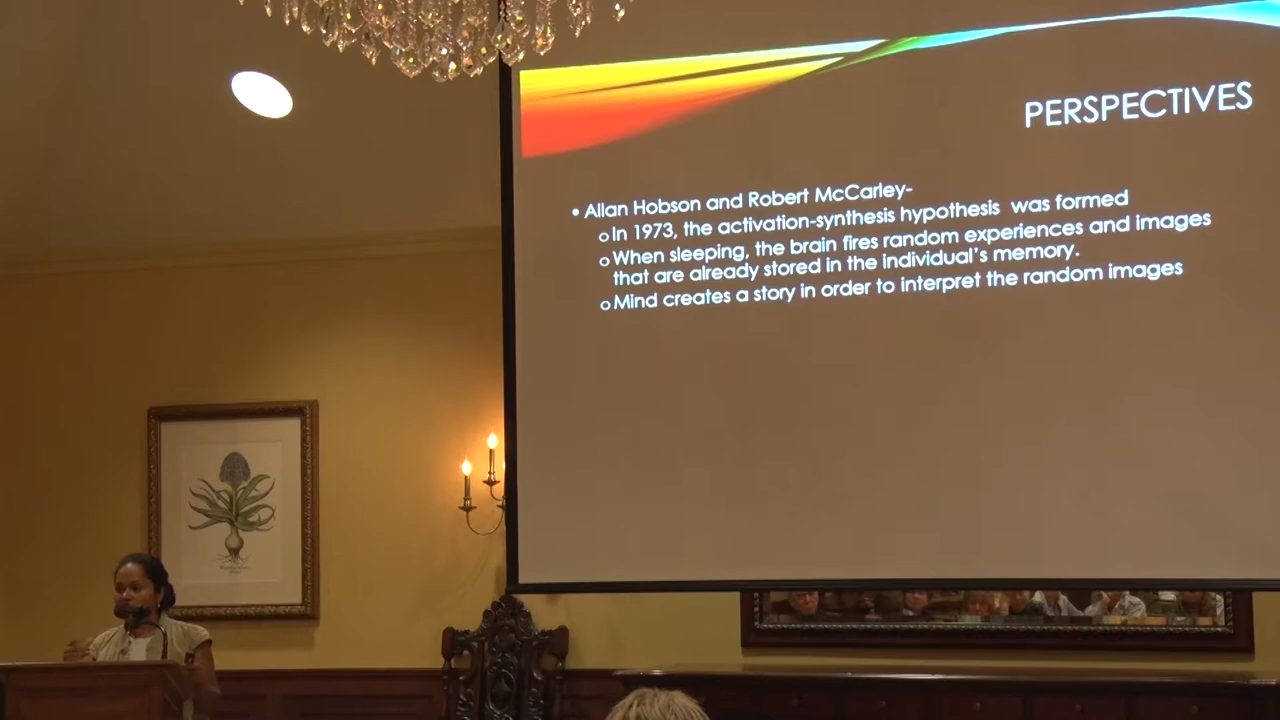 PERSPECTIVES
• Allan Hobson and Robert McCarley-
o In 1973, the activation-synthesis hypothesis was formed
o When sleeping, the brain fires random experiences and images
that are already stored in the individual's memory.
o Mind creates a story in order to interpret the random images